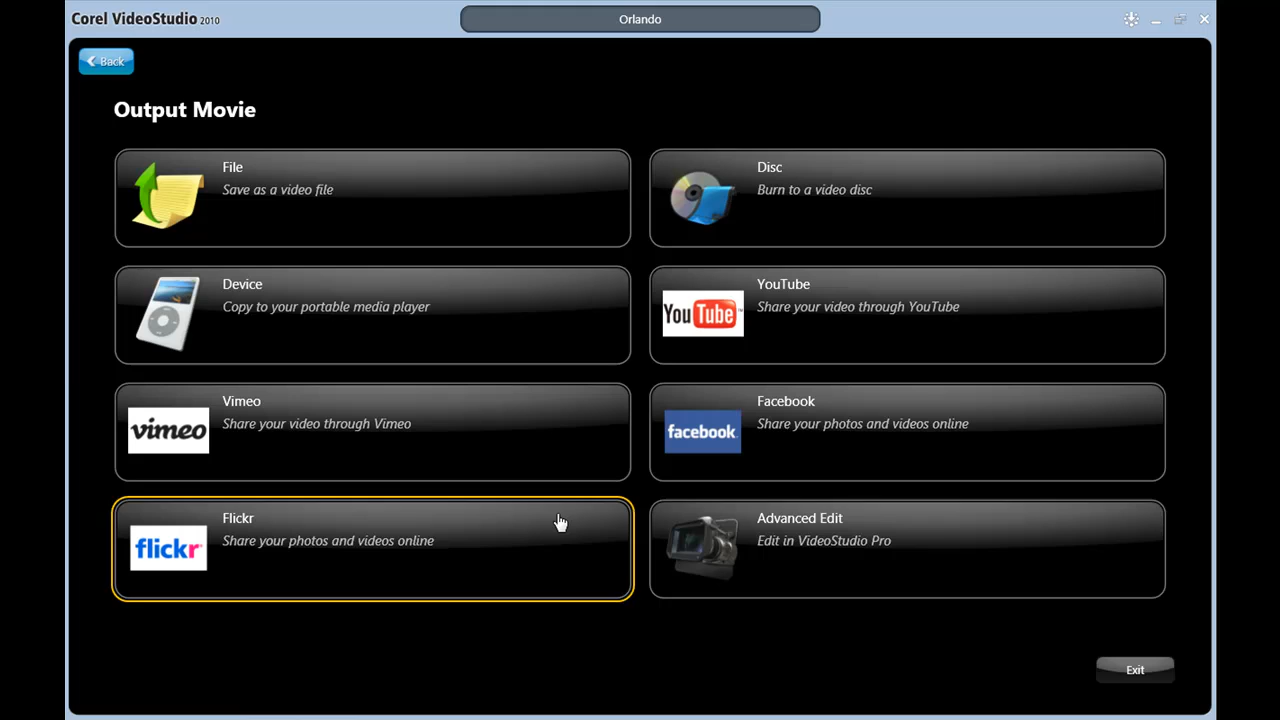 Corel VideoStudio 2010
Orlando
Back
Output Movie
File
Save as a video file
Disc
Burn to a video disc
Device
Copy to your portable media player
YouTube
YouTube
Share your video through YouTube
Vimeo
vimeo
Share your video through Vimeo
Facebook
facebook
Share your photos and videos online
Flickr
flickr
Share your photos and videos online
Advanced Edit
Edit in VideoStudio Pro
Exit